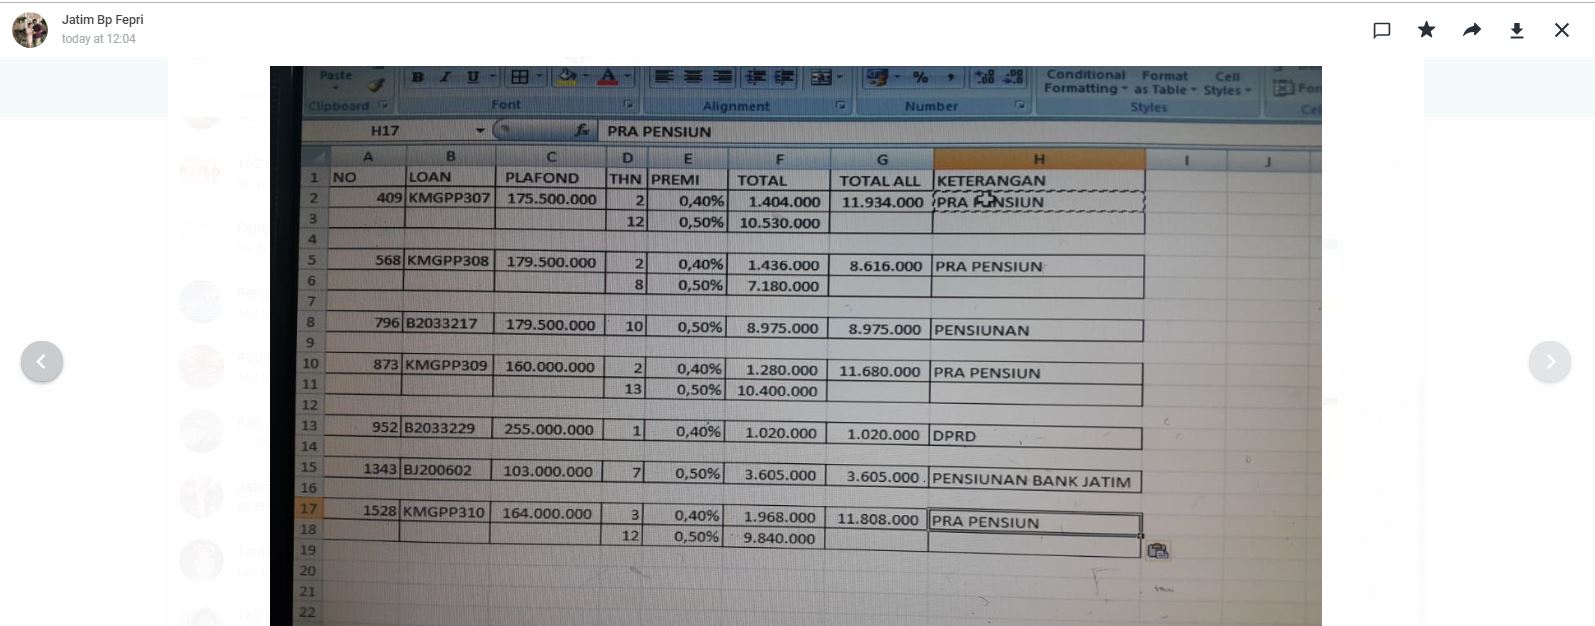 Jatim Bp Fepri
today at 12:04
Paste
B I U
%
Conditional Format Cell
Formatting as Table Styles
Clipboard Font Alignment Number Styles
H17 fx PRA PENSIUN
A B C D E F G H I J
1 NO LOAN PLAFOND THN PREMI TOTAL TOTAL ALL KETERANGAN
2 409 KMGPP307 175.500.000 2 0,40% 1.404.000 11.934.000 PRA PENSIUN
3 12 0,50% 10.530.000
4
5 568 KMGPP308 179.500.000 2 0,40% 1.436.000 8.616.000 PRA PENSIUN
6 8 0,50% 7.180.000
7
8 796 B2033217 179.500.000 10 0,50% 8.975.000 8.975.000 PENSIUNAN
9
10 873 KMGPP309 160.000.000 2 0,40% 1.280.000 11.680.000 PRA PENSIUN
11 13 0,50% 10.400.000
12
13 952 B2033229 255.000.000 1 0,40% 1.020.000 1.020.000 DPRD
14
15 1343 BJ200602 103.000.000 7 0,50% 3.605.000 3.605.000 PENSIUNAN BANK JATIM
16
17 1528 KMGPP310 164.000.000 3 0,40% 1.968.000 11.808.000 PRA PENSIUN
18 12 0,50% 9.840.000
19
20
21
22